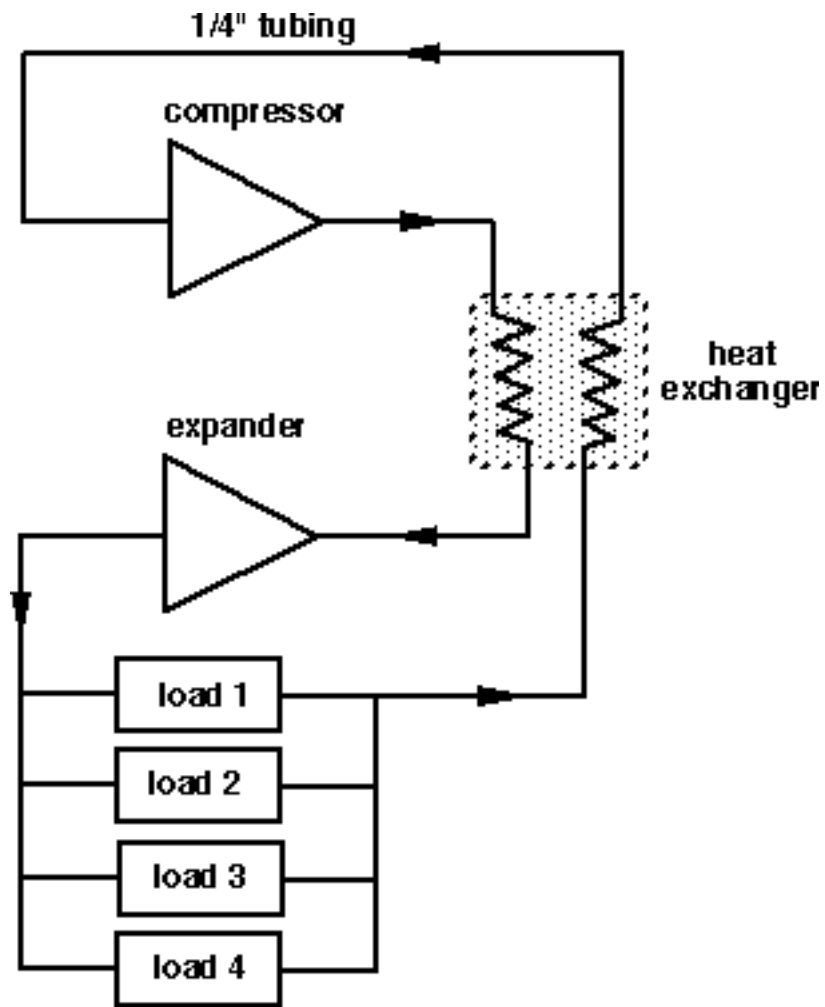 1/4" tubing
compressor
heat
exchanger
expander
load 1
load 2
load 3
load 4